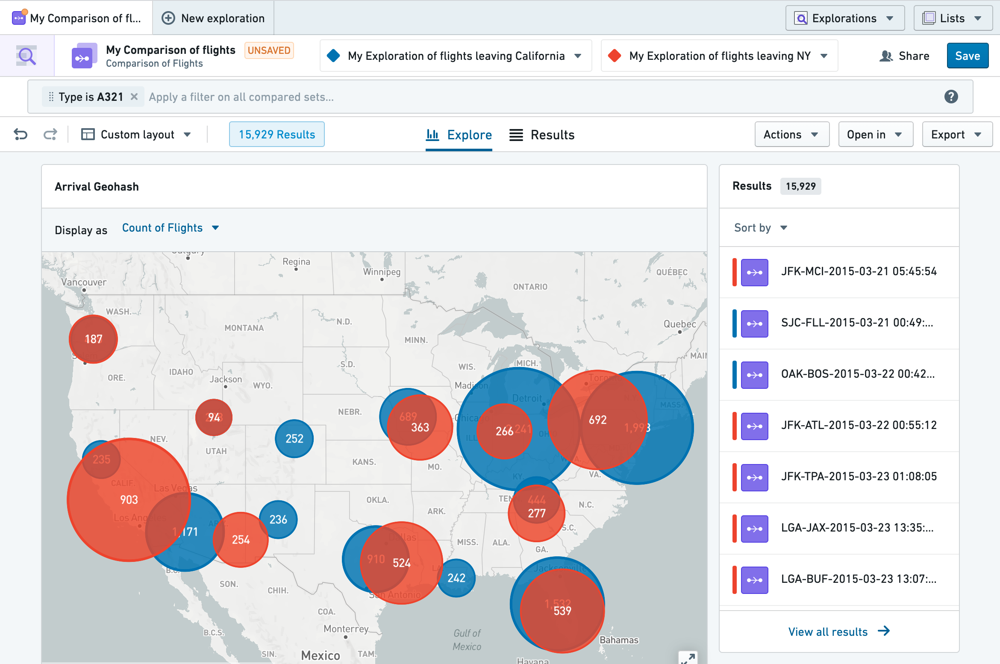 My Comparison of fl...
New exploration
Explorations
Lists
My Comparison of flights
UNSAVED
Comparison of Flights
My Exploration of flights leaving California
My Exploration of flights leaving NY
Share
Save
Type is A321
Apply a filter on all compared sets...
?
Custom layout
15,929 Results
Explore
Results
Actions
Open in
Export
Arrival Geohash
Display as
Count of Flights
Regina
Winnipeg
Vancouver
QUÉBEC
ONTARIO
WASH.
MONTANA
N.D.
Quebec
187
MINN.
Salem
S.D.
WIS.
MICH.
IDAHO
ORE.
Jackson
WYO.
Madison
Toronto
Detroit
MASS.
NEBR.
94
689
363
Chicago
692
1,993
266
252
ILL.
NEV.
UTAH
235
KANS.
MO.
KY.
VA.
CALIF.
Las Vegas
903
OKLA.
ARK.
444
277
N.C.
S.C.
Los Angeles
1,171
ARIZ.
236
254
Dallas
MISS.
ALA.
GA.
910
524
LA.
242
Jacksonville
SON.
CHIH.
San Antonio
1,532
539
COA.
Monterrey
B.C.S.
Gulf of
Mexico
Bahamas
SIN.
Mexico
TAM.
Havana
Results
15,929
Sort by
JFK-MCI-2015-03-21 05:45:54
SJC-FLL-2015-03-21 00:49:...
OAK-BOS-2015-03-22 00:42...
JFK-ATL-2015-03-22 00:55:12
JFK-TPA-2015-03-23 01:08:05
LGA-JAX-2015-03-23 13:35:...
LGA-BUF-2015-03-23 13:07:...
View all results